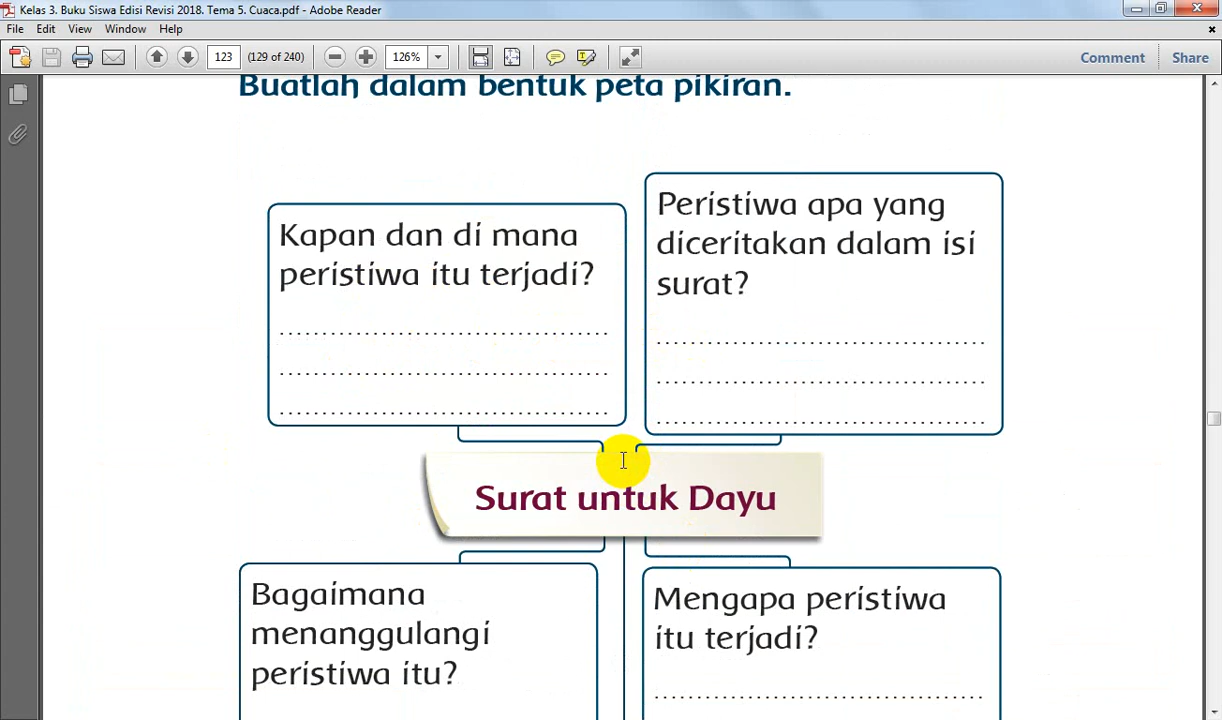 Kelas 3. Buku Siswa Edisi Revisi 2018. Tema 5. Cuaca.pdf - Adobe Reader
File Edit View Window Help
123 (129 of 240) 126% Comment Share
Buatlah dalam bentuk peta pikiran.
Kapan dan di mana
peristiwa itu terjadi?
Peristiwa apa yang
diceritakan dalam isi
surat?
Surat untuk Dayu
Bagaimana
menanggulangi
peristiwa itu?
Mengapa peristiwa
itu terjadi?